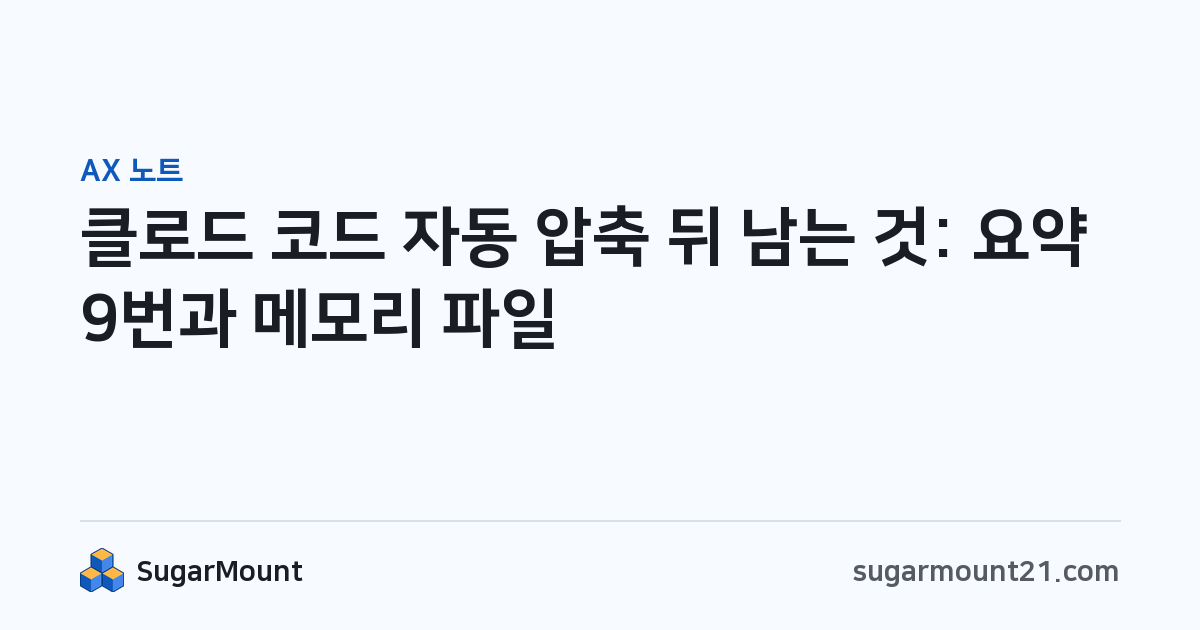 AX 노트
클로드 코드 자동 압축 뒤 남는 것: 요약
9번과 메모리 파일
SugarMount
sugarmount21.com